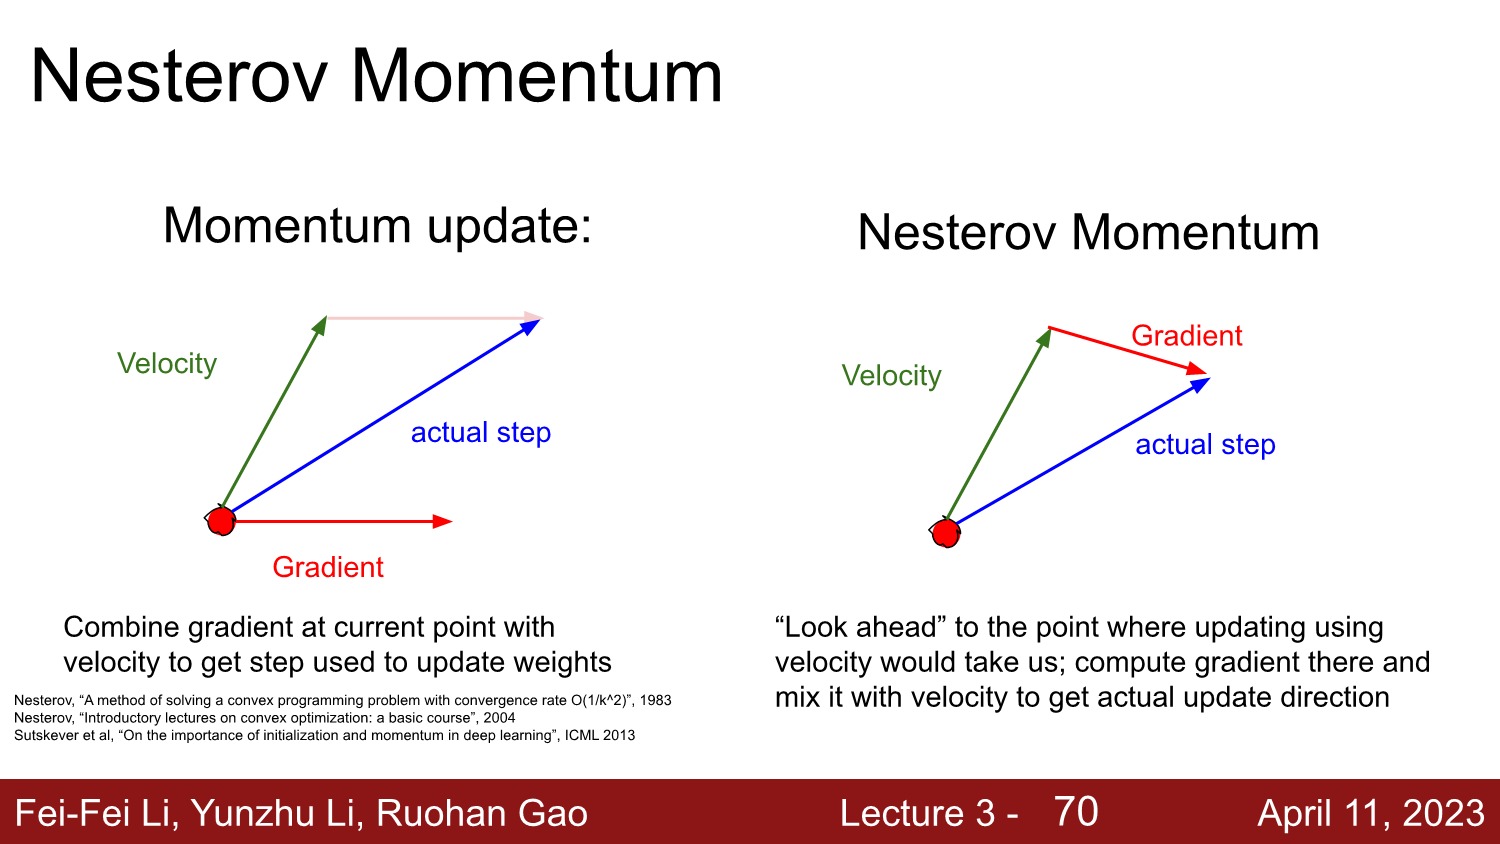 Nesterov Momentum
Momentum update:
Velocity
actual step
Gradient
Combine gradient at current point with
velocity to get step used to update weights
Nesterov Momentum
Gradient
Velocity
actual step
“Look ahead” to the point where updating using
velocity would take us; compute gradient there and
mix it with velocity to get actual update direction
Nesterov, “A method of solving a convex programming problem with convergence rate O(1/k^2)”, 1983
Nesterov, “Introductory lectures on convex optimization: a basic course”, 2004
Sutskever et al, “On the importance of initialization and momentum in deep learning”, ICML 2013
Fei-Fei Li, Yunzhu Li, Ruohan Gao
Lecture 3 - 70
April 11, 2023